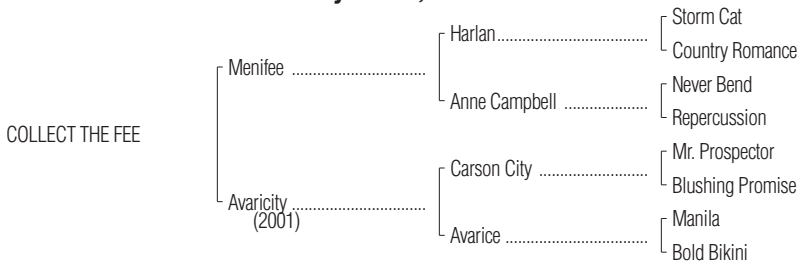 Storm Cat
Harlan
Country Romance
Menifee
Never Bend
Anne Campbell
Repercussion
COLLECT THE FEE
Mr. Prospector
Carson City
Blushing Promise
Avaricity
(2001)
Manila
Avarice
Bold Bikini